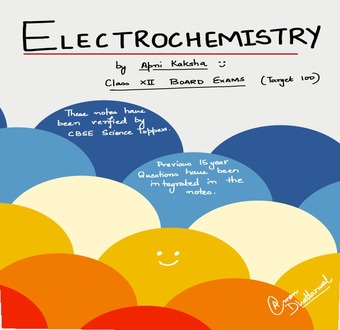 ELECTROCHEMISTRY
by Apni Kaksha :)
Class XII BOARD EXAMS (Target 100)
These notes have
been verified by
CBSE Science Toppers.
Previous 15 year
Questions have been
integrated in the
notes.
@aman
Dhattarwal